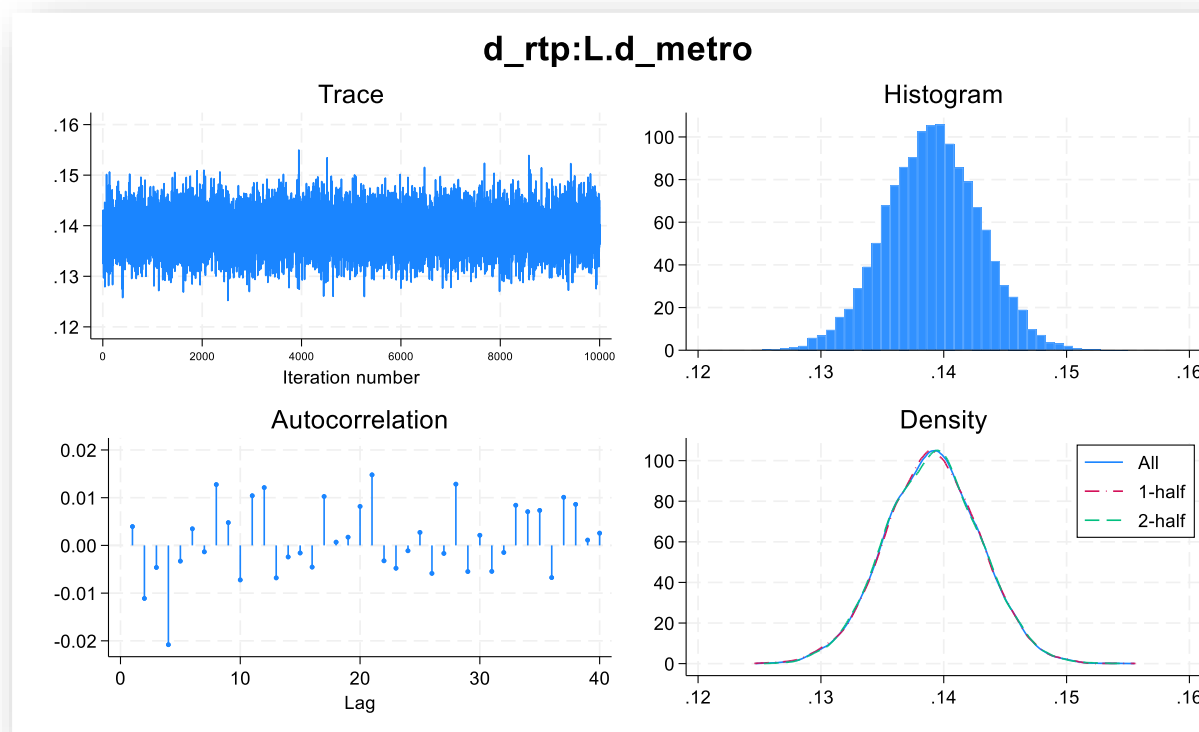 d_rtp:L.d_metro
Trace
.16
.15
.14
.13
.12
0 2000 4000 6000 8000 10000
Iteration number
Histogram
100
80
60
40
20
0
.12 .13 .14 .15 .16
Autocorrelation
0.02
0.01
0.00
-0.01
-0.02
0 10 20 30 40
Lag
Density
100
80
60
40
20
0
.12 .13 .14 .15 .16
All
1-half
2-half